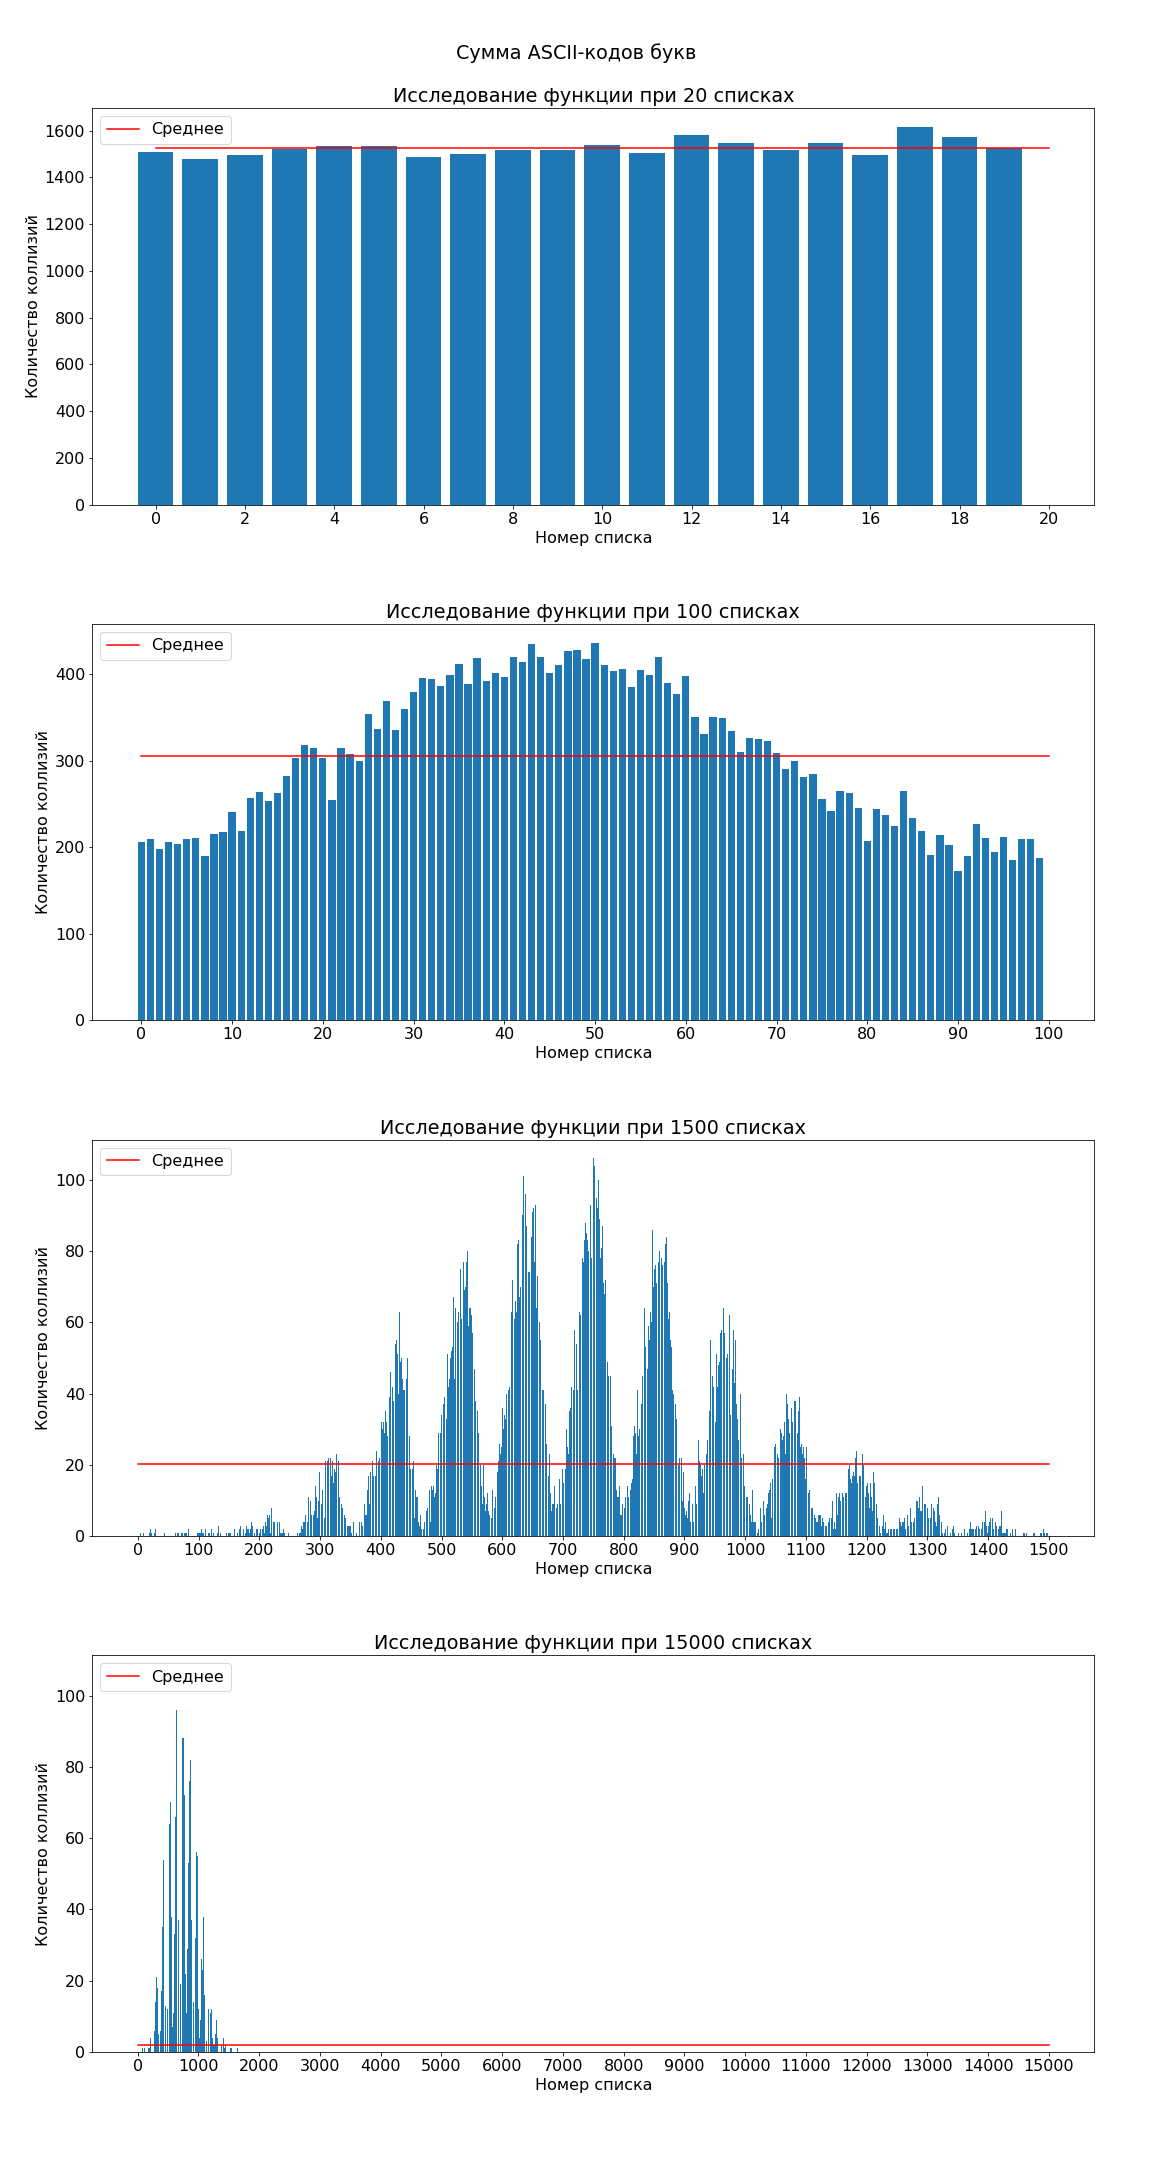 Сумма ASCII-кодов букв
Исследование функции при 20 списках
Среднее
Количество коллизий
1600
1400
1200
1000
800
600
400
200
0
0 2 4 6 8 10 12 14 16 18 20
Номер списка
Исследование функции при 100 списках
Среднее
Количество коллизий
400
300
200
100
0
0 10 20 30 40 50 60 70 80 90 100
Номер списка
Исследование функции при 1500 списках
Среднее
Количество коллизий
100
80
60
40
20
0
0 100 200 300 400 500 600 700 800 900 1000 1100 1200 1300 1400 1500
Номер списка
Исследование функции при 15000 списках
Среднее
Количество коллизий
100
80
60
40
20
0
0 1000 2000 3000 4000 5000 6000 7000 8000 9000 10000 11000 12000 13000 14000 15000
Номер списка